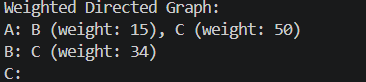 Weighted Directed Graph:
A: B (weight: 15), C (weight: 50)
B: C (weight: 34)
C: